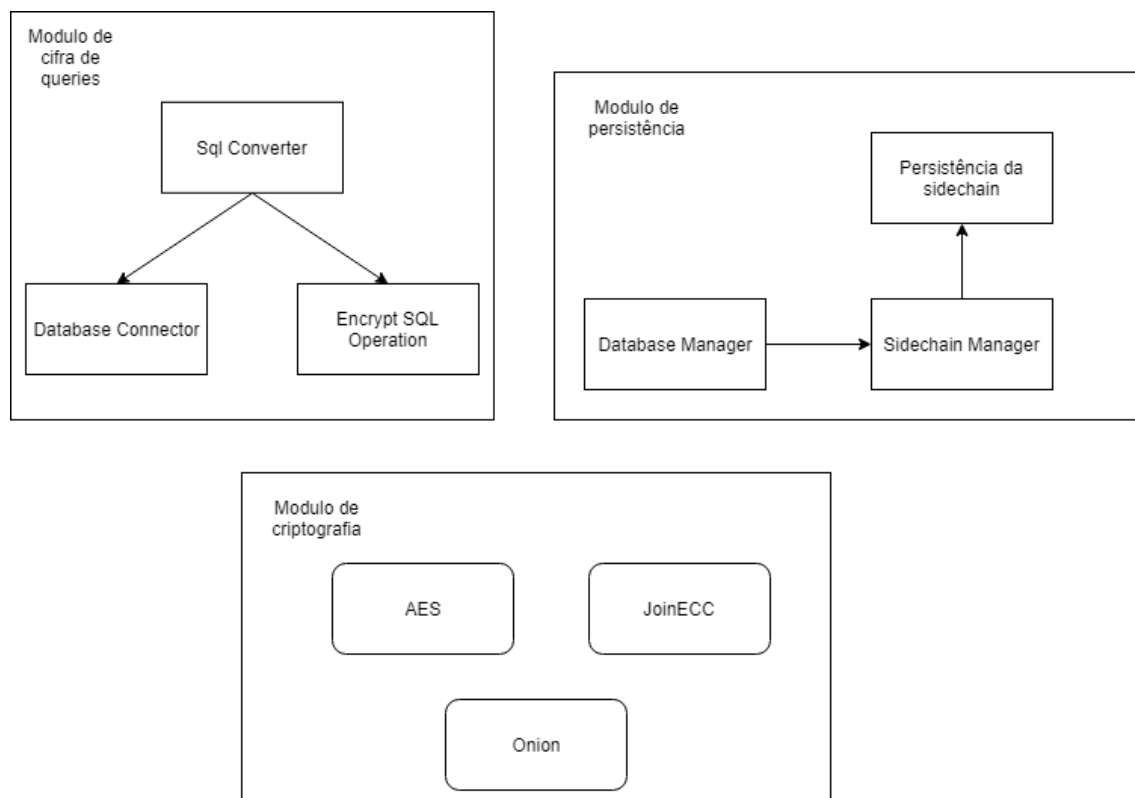 Modulo de
cifra de
queries
Sql Converter
Database Connector
Encrypt SQL
Operation
Modulo de
persistência
Persistência da
sidechain
Database Manager
Sidechain Manager
Modulo de
criptografia
AES
JoinECC
Onion